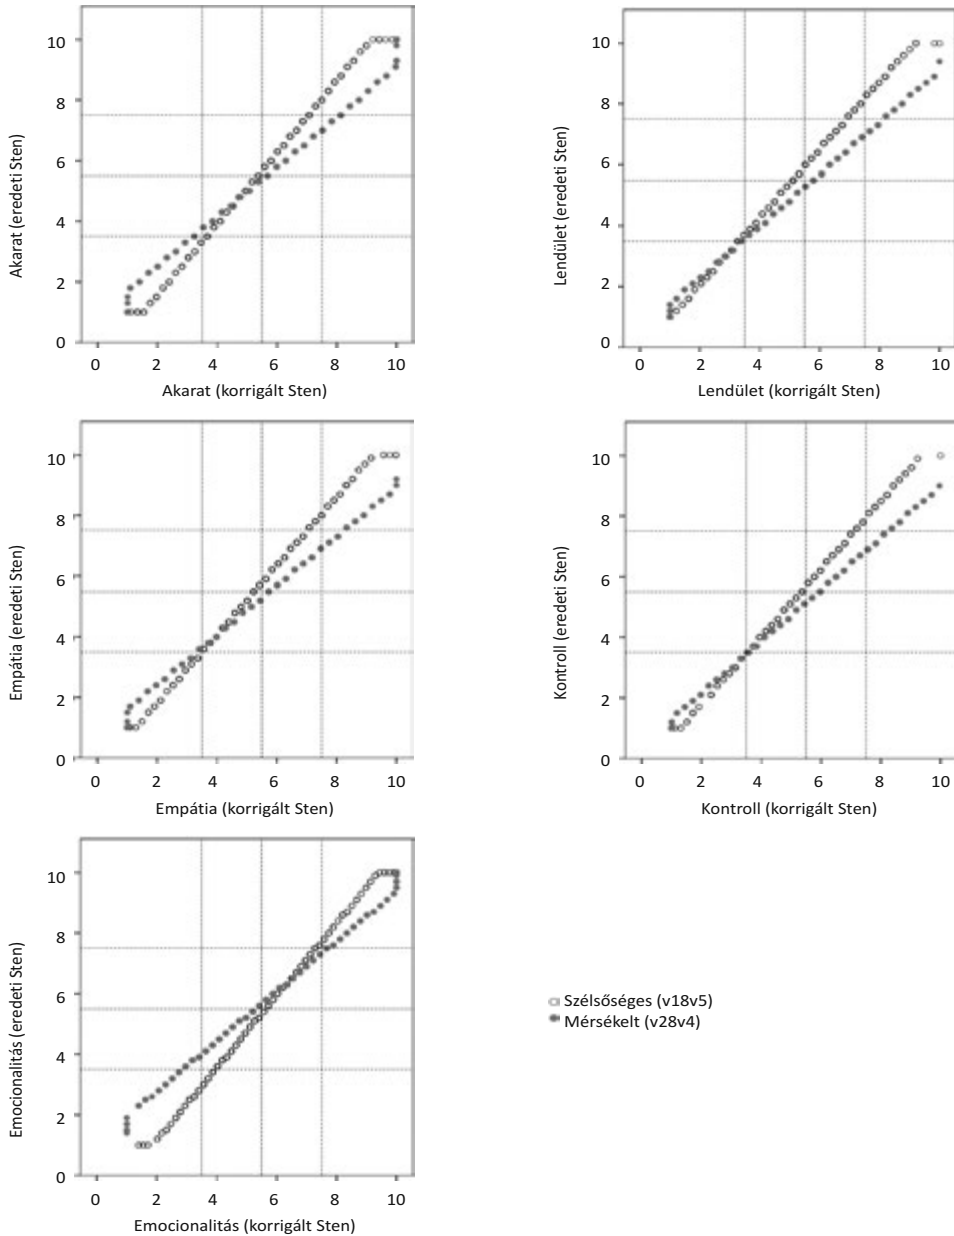 Akarat (eredeti Sten)
10
8
6
4
2
0
0 2 4 6 8 10
Akarat (korrigált Sten)
Lendület (eredeti Sten)
10
8
6
4
2
0
0 2 4 6 8 10
Lendület (korrigált Sten)
Empátia (eredeti Sten)
10
8
6
4
2
0
0 2 4 6 8 10
Empátia (korrigált Sten)
Kontroll (eredeti Sten)
10
8
6
4
2
0
0 2 4 6 8 10
Kontroll (korrigált Sten)
Emocionalitás (eredeti Sten)
10
8
6
4
2
0
0 2 4 6 8 10
Emocionalitás (korrigált Sten)
Szélsőséges (v18v5)
Mérsékelt (v28v4)